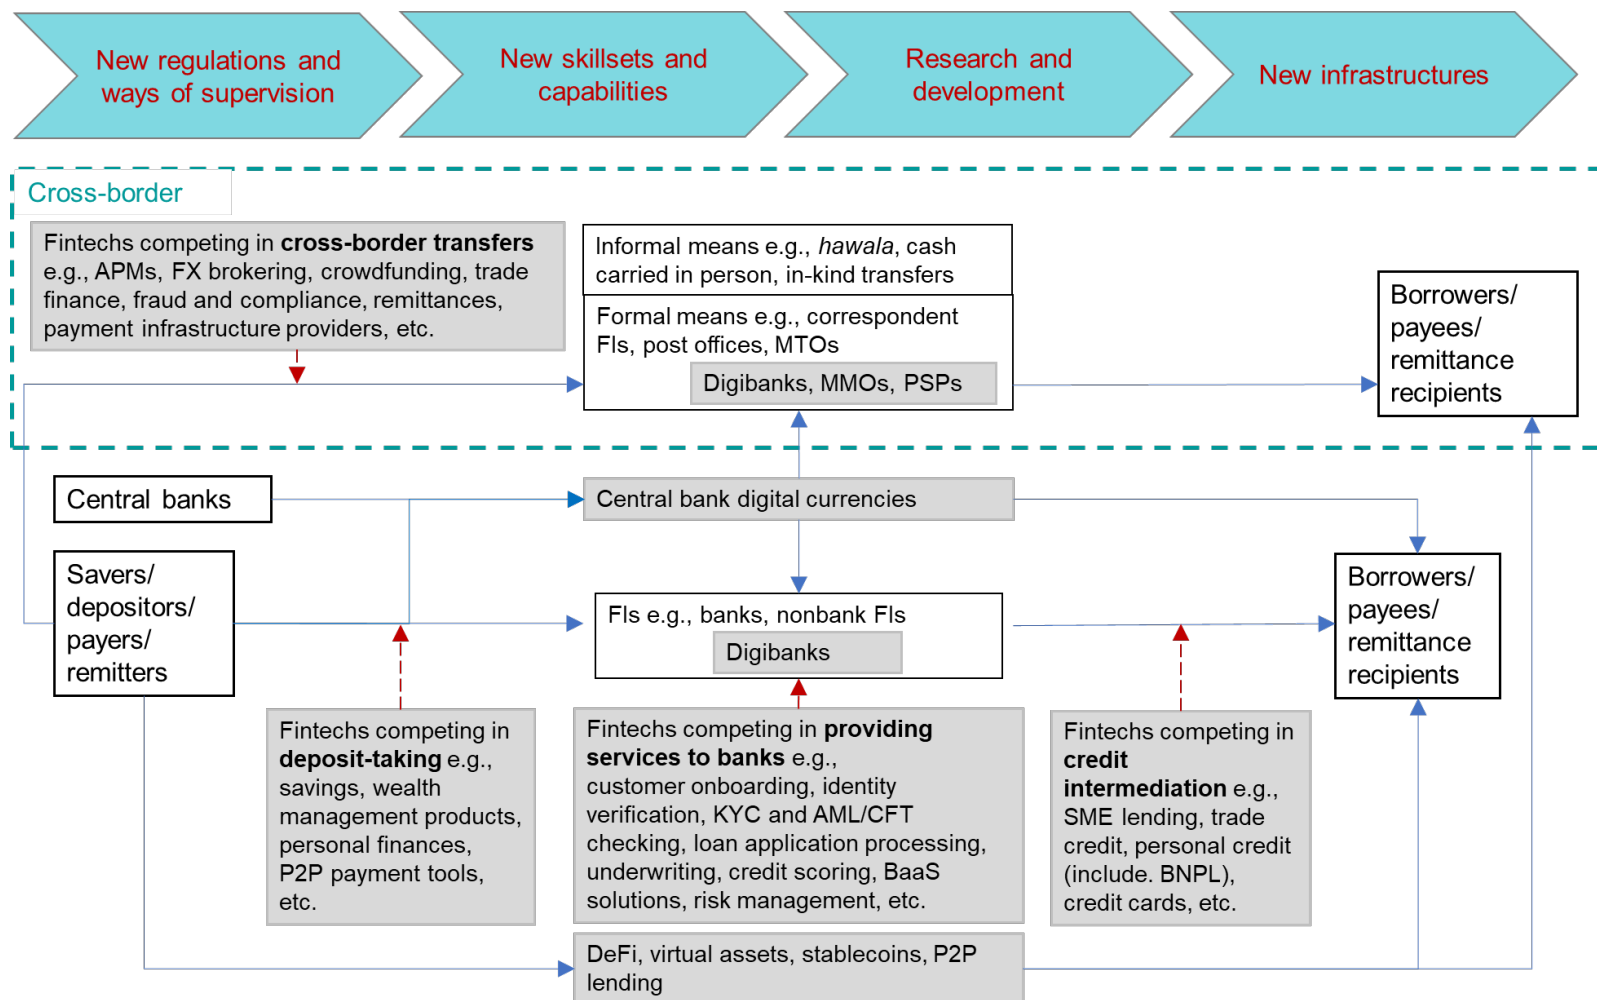 New regulations and
ways of supervision
New skillsets and
capabilities
Research and
development
New infrastructures
Cross-border
Fintechs competing in cross-border transfers
e.g., APMs, FX brokering, crowdfunding, trade
finance, fraud and compliance, remittances,
payment infrastructure providers, etc.
Informal means e.g., hawala, cash
carried in person, in-kind transfers
Formal means e.g., correspondent
FIs, post offices, MTOs
Digibanks, MMOs, PSPs
Borrowers/
payees/
remittance
recipients
Central banks
Central bank digital currencies
Savers/
depositors/
payers/
remitters
FIs e.g., banks, nonbank FIs
Digibanks
Borrowers/
payees/
remittance
recipients
Fintechs competing in
deposit-taking e.g.,
savings, wealth
management products,
personal finances,
P2P payment tools,
etc.
Fintechs competing in providing
services to banks e.g.,
customer onboarding, identity
verification, KYC and AML/CFT
checking, loan application processing,
underwriting, credit scoring, BaaS
solutions, risk management, etc.
Fintechs competing in
credit
intermediation e.g.,
SME lending, trade
credit, personal credit
(include. BNPL),
credit cards, etc.
DeFi, virtual assets, stablecoins, P2P
lending